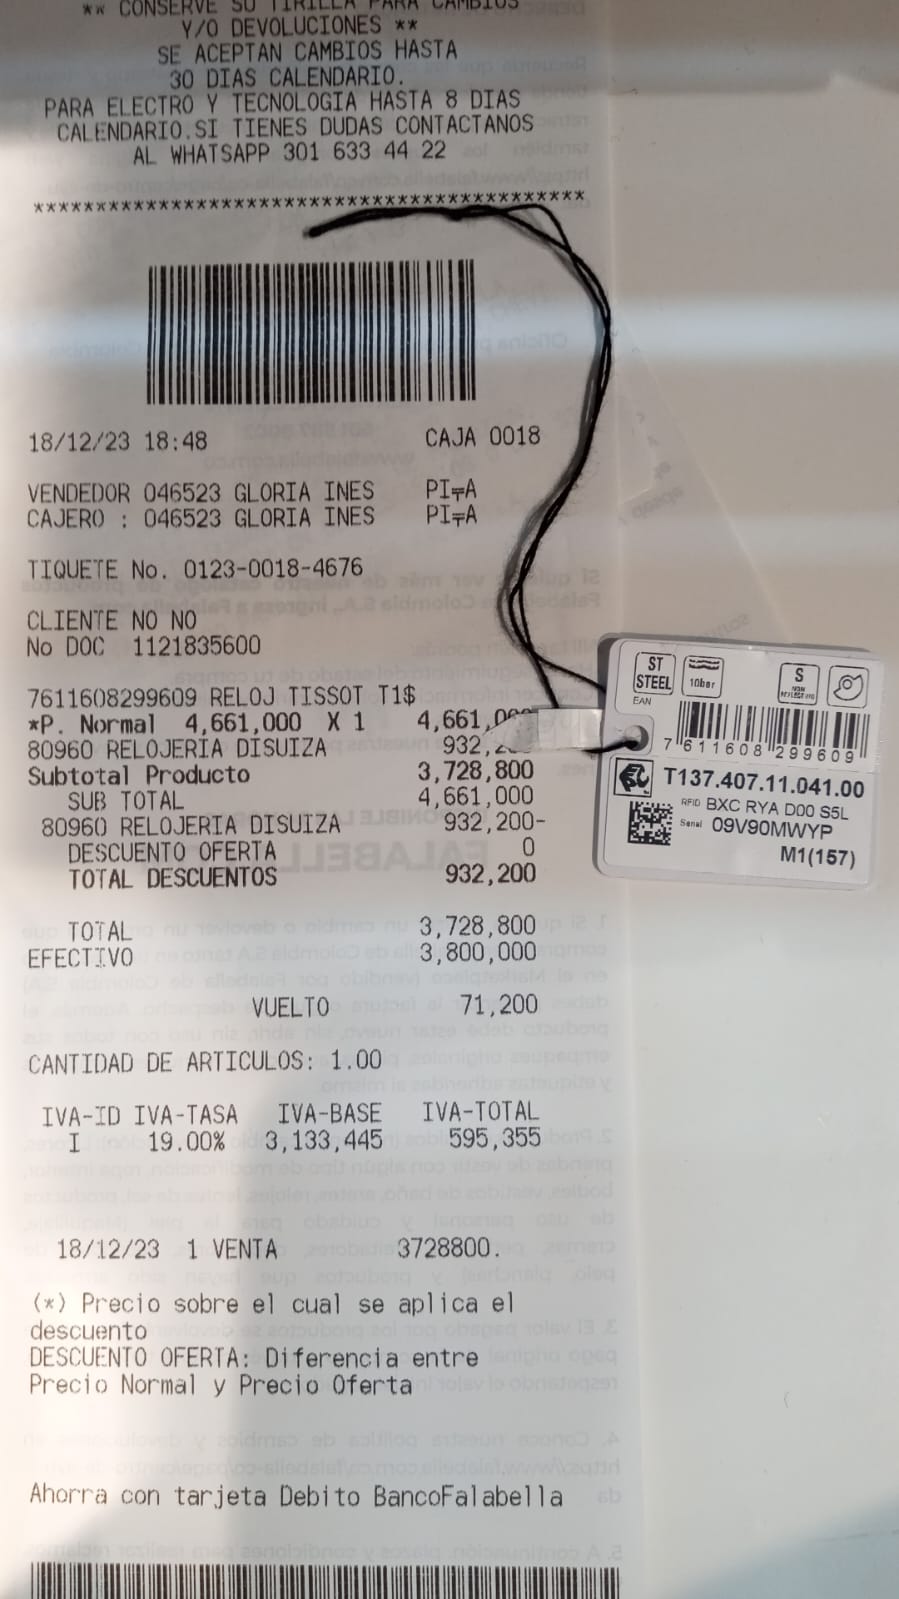 ** CONSERVE SU TIRILLA PARA CAMBIOS
Y/O DEVOLUCIONES **
SE ACEPTAN CAMBIOS HASTA
30 DIAS CALENDARIO.
PARA ELECTRO Y TECNOLOGIA HASTA 8 DIAS
CALENDARIO.SI TIENES DUDAS CONTACTANOS
AL WHATSAPP 301 633 44 22
********************************************
18/12/23 18:48 CAJA 0018
VENDEDOR 046523 GLORIA INES PI╤A
CAJERO : 046523 GLORIA INES PI╤A
TIQUETE No. 0123-0018-4676
CLIENTE NO NO
No DOC 1121835600
7611608299609 RELOJ TISSOT T1$
*P. Normal 4,661,000 X 1 4,661,0
80960 RELOJERIA DISUIZA 932,2
Subtotal Producto 3,728,800
SUB TOTAL 4,661,000
80960 RELOJERIA DISUIZA 932,200-
DESCUENTO OFERTA 0
TOTAL DESCUENTOS 932,200
TOTAL 3,728,800
EFECTIVO 3,800,000
VUELTO 71,200
CANTIDAD DE ARTICULOS: 1.00
IVA-ID IVA-TASA IVA-BASE IVA-TOTAL
I 19.00% 3,133,445 595,355
18/12/23 1 VENTA 3728800.
(*) Precio sobre el cual se aplica el
descuento
DESCUENTO OFERTA: Diferencia entre
Precio Normal y Precio Oferta
Ahorra con tarjeta Debito BancoFalabella
ST
STEEL
10bar
S
EAN
7 611608 299609
T137.407.11.041.00
RFID BXC RYA D00 S5L
Serial 09V90MWYP
M1(157)